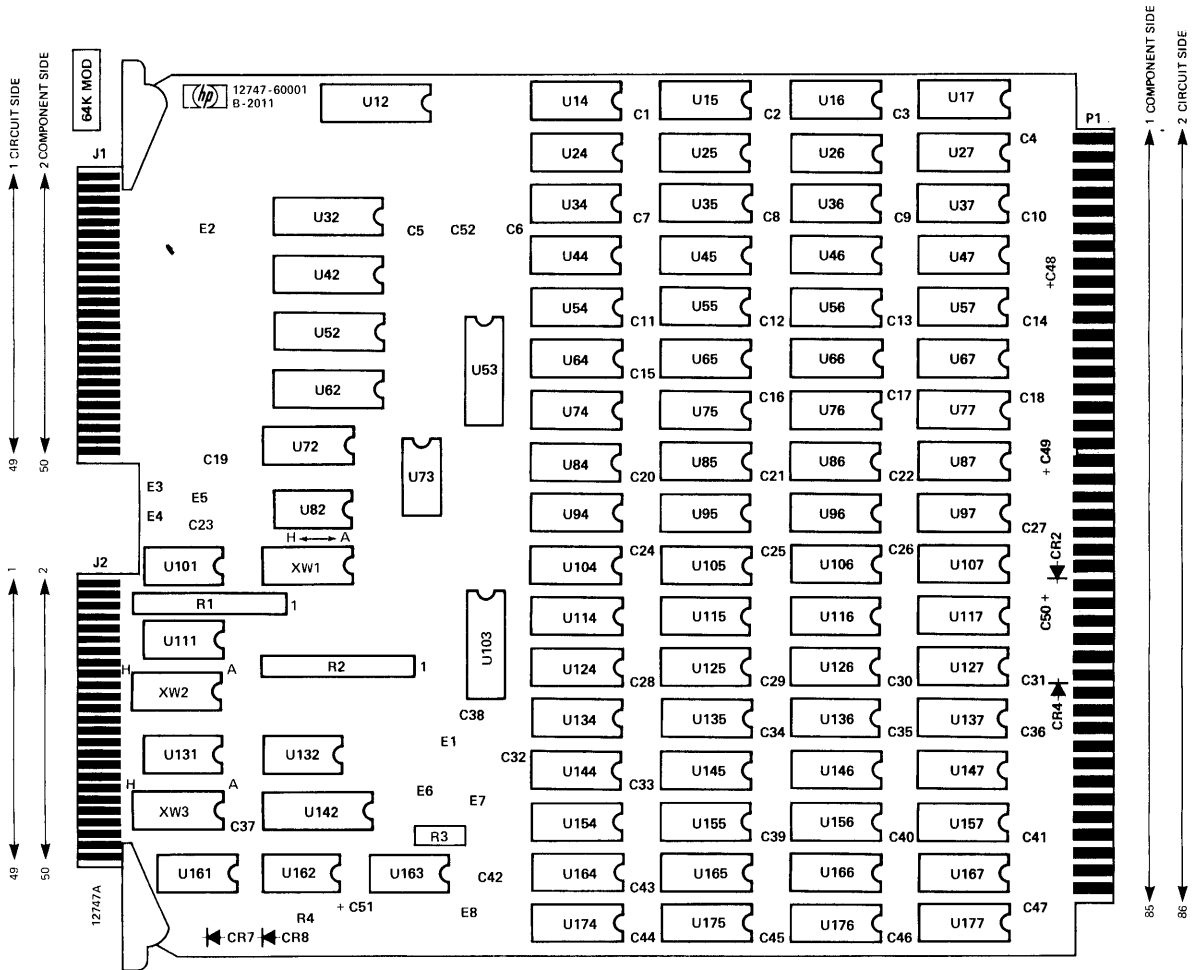 64K MOD
hp
12747-60001
B-2011
U12
U14
C1
U15
C2
U16
C3
U17
P1
C4
J1
1 CIRCUIT SIDE
2 COMPONENT SIDE
1 COMPONENT SIDE
2 CIRCUIT SIDE
U24
U25
U26
U27
E2
U32
C5
C52
C6
U34
C7
U35
C8
U36
C9
U37
C10
U42
U44
U45
U46
U47
+C48
U52
U53
U54
C11
U55
C12
U56
C13
U57
C14
U62
U64
C15
U65
U66
U67
U74
U75
C16
U76
C17
U77
C18
49
50
C19
U72
U73
U84
C20
U85
C21
U86
C22
U87
+ C49
E3
E5
E4
C23
U82
H A
U94
U95
U96
U97
C27
1
2
J2
U101
XW1
U104
C24
U105
C25
U106
C26
U107
CR2
R1
1
U111
U103
U114
U115
U116
U117
C50 +
H
A
XW2
R2
1
U124
C28
U125
C29
U126
C30
U127
C31
CR4
C38
U134
U135
C34
U136
C35
U137
C36
E1
U131
U132
C32
U144
C33
U145
U146
U147
H
A
XW3
C37
U142
E6
E7
R3
U154
U155
C39
U156
C40
U157
C41
49
50
12747A
U161
U162
U163
C42
U164
C43
U165
U166
U167
+ C51
R4
E8
CR7
CR8
U174
C44
U175
C45
U176
C46
U177
C47
85
86